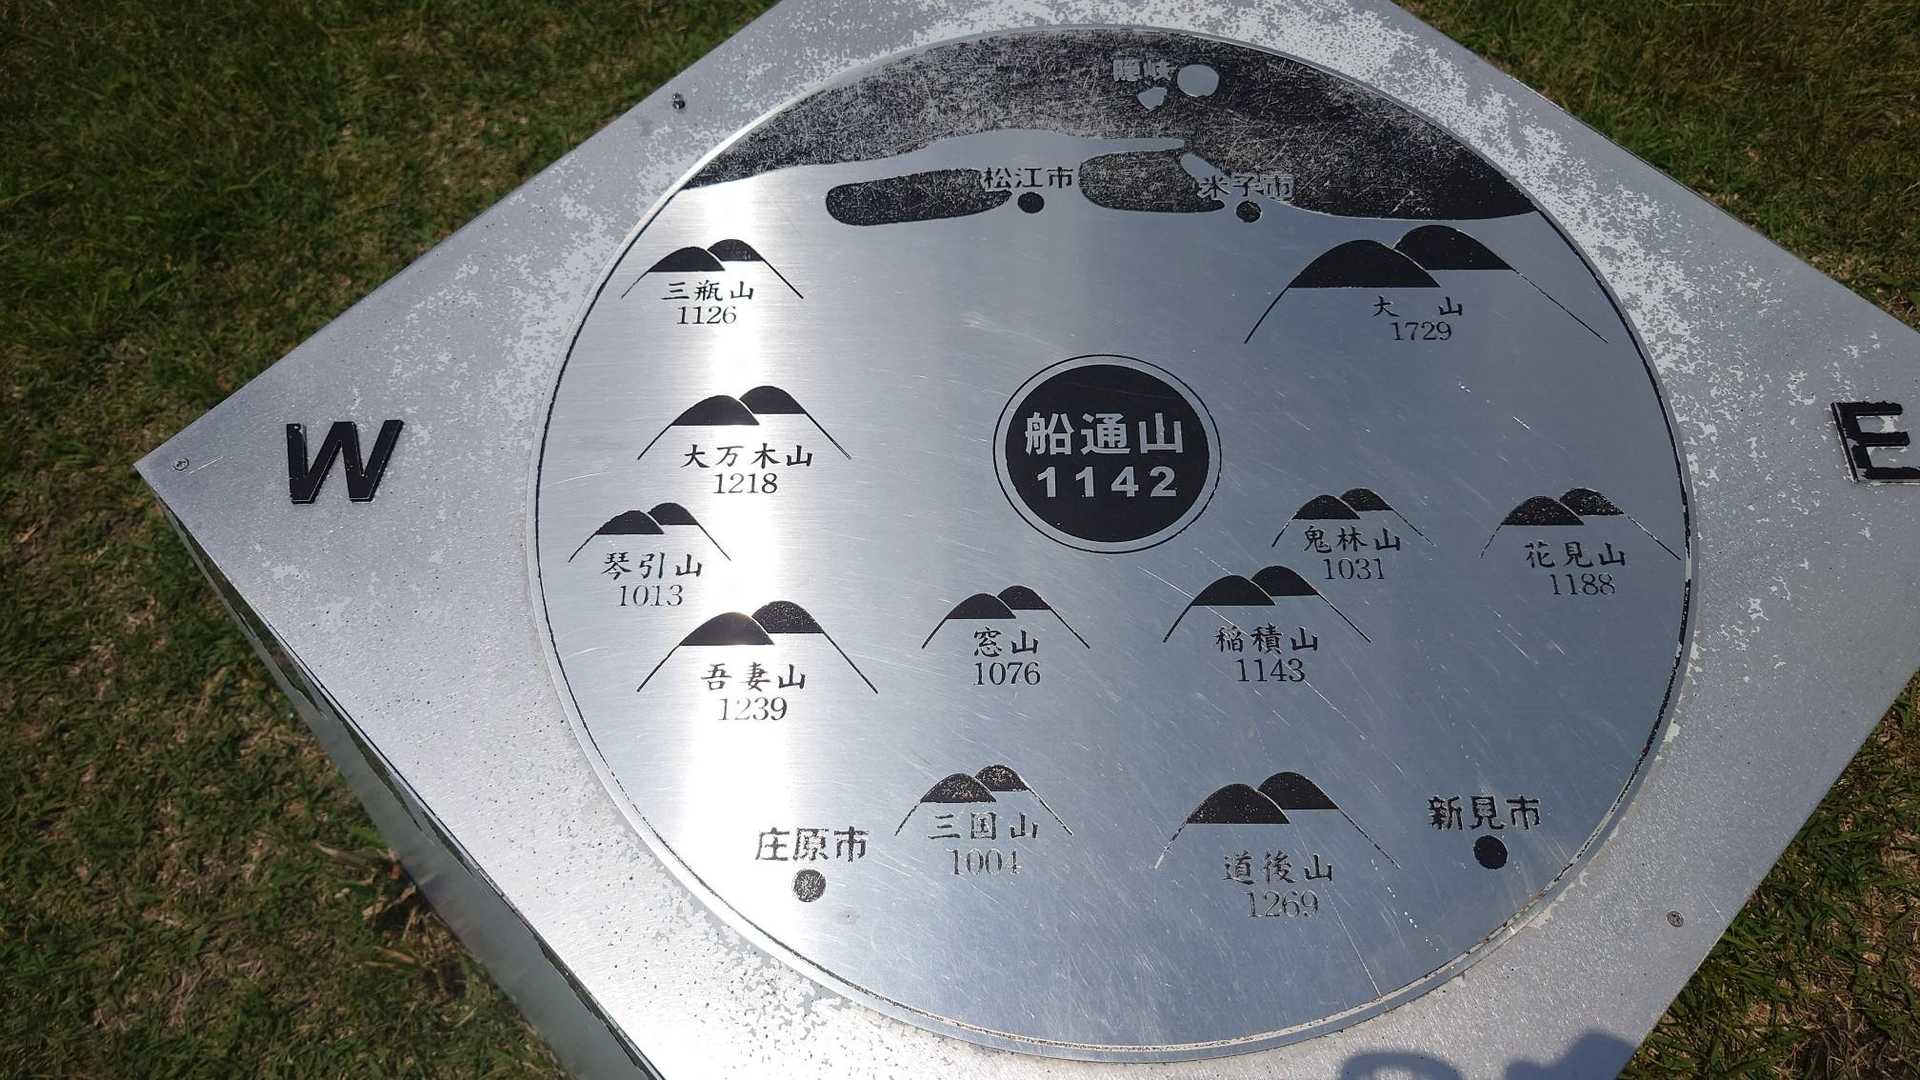 隠岐
松江市
米子市
三瓶山
1126
大 山
1729
W
E
船通山
1142
大万木山
1218
琴引山
1013
鬼林山
1031
花見山
1188
吾妻山
1239
窓山
1076
稲積山
1143
庄原市
三国山
1004
道後山
1269
新見市